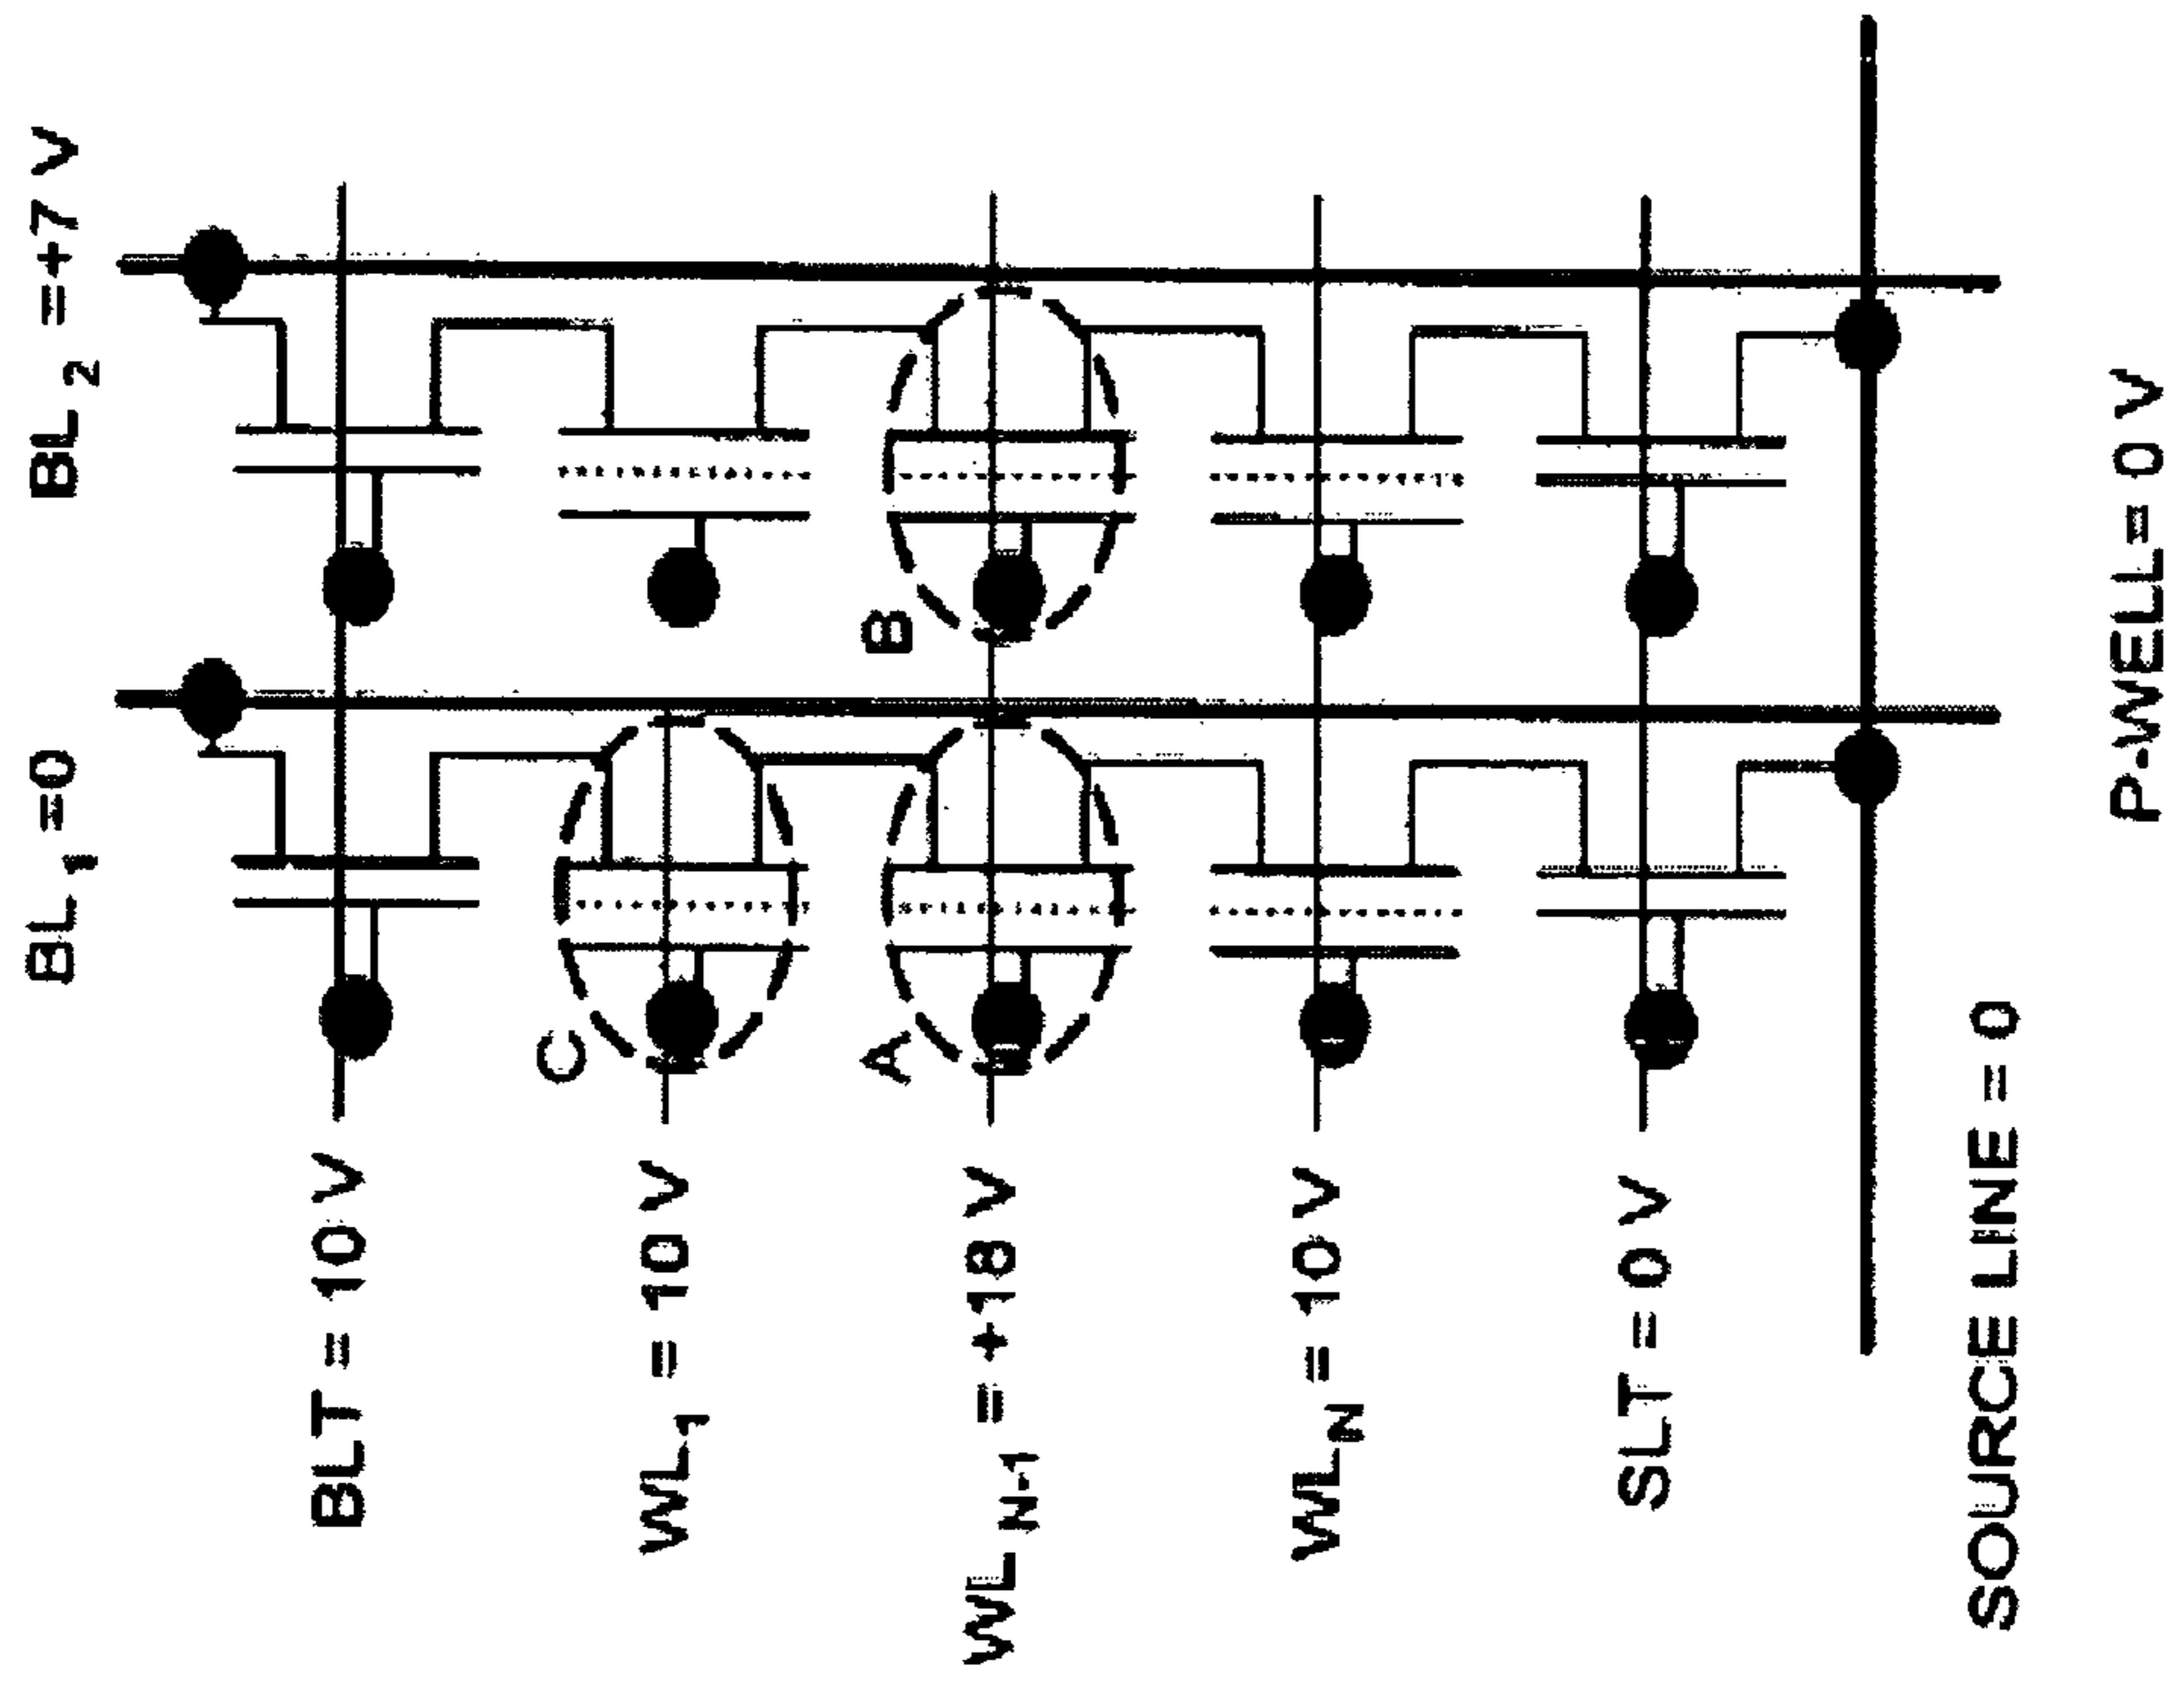 BL1 =0
BL2 =+7 V
BLT = 10 V
WL1 = 10 V
C
WLN-1 = +18 V
A
B
WLN = 10 V
SLT = 0 V
SOURCE LINE = 0
P-WELL= 0 V